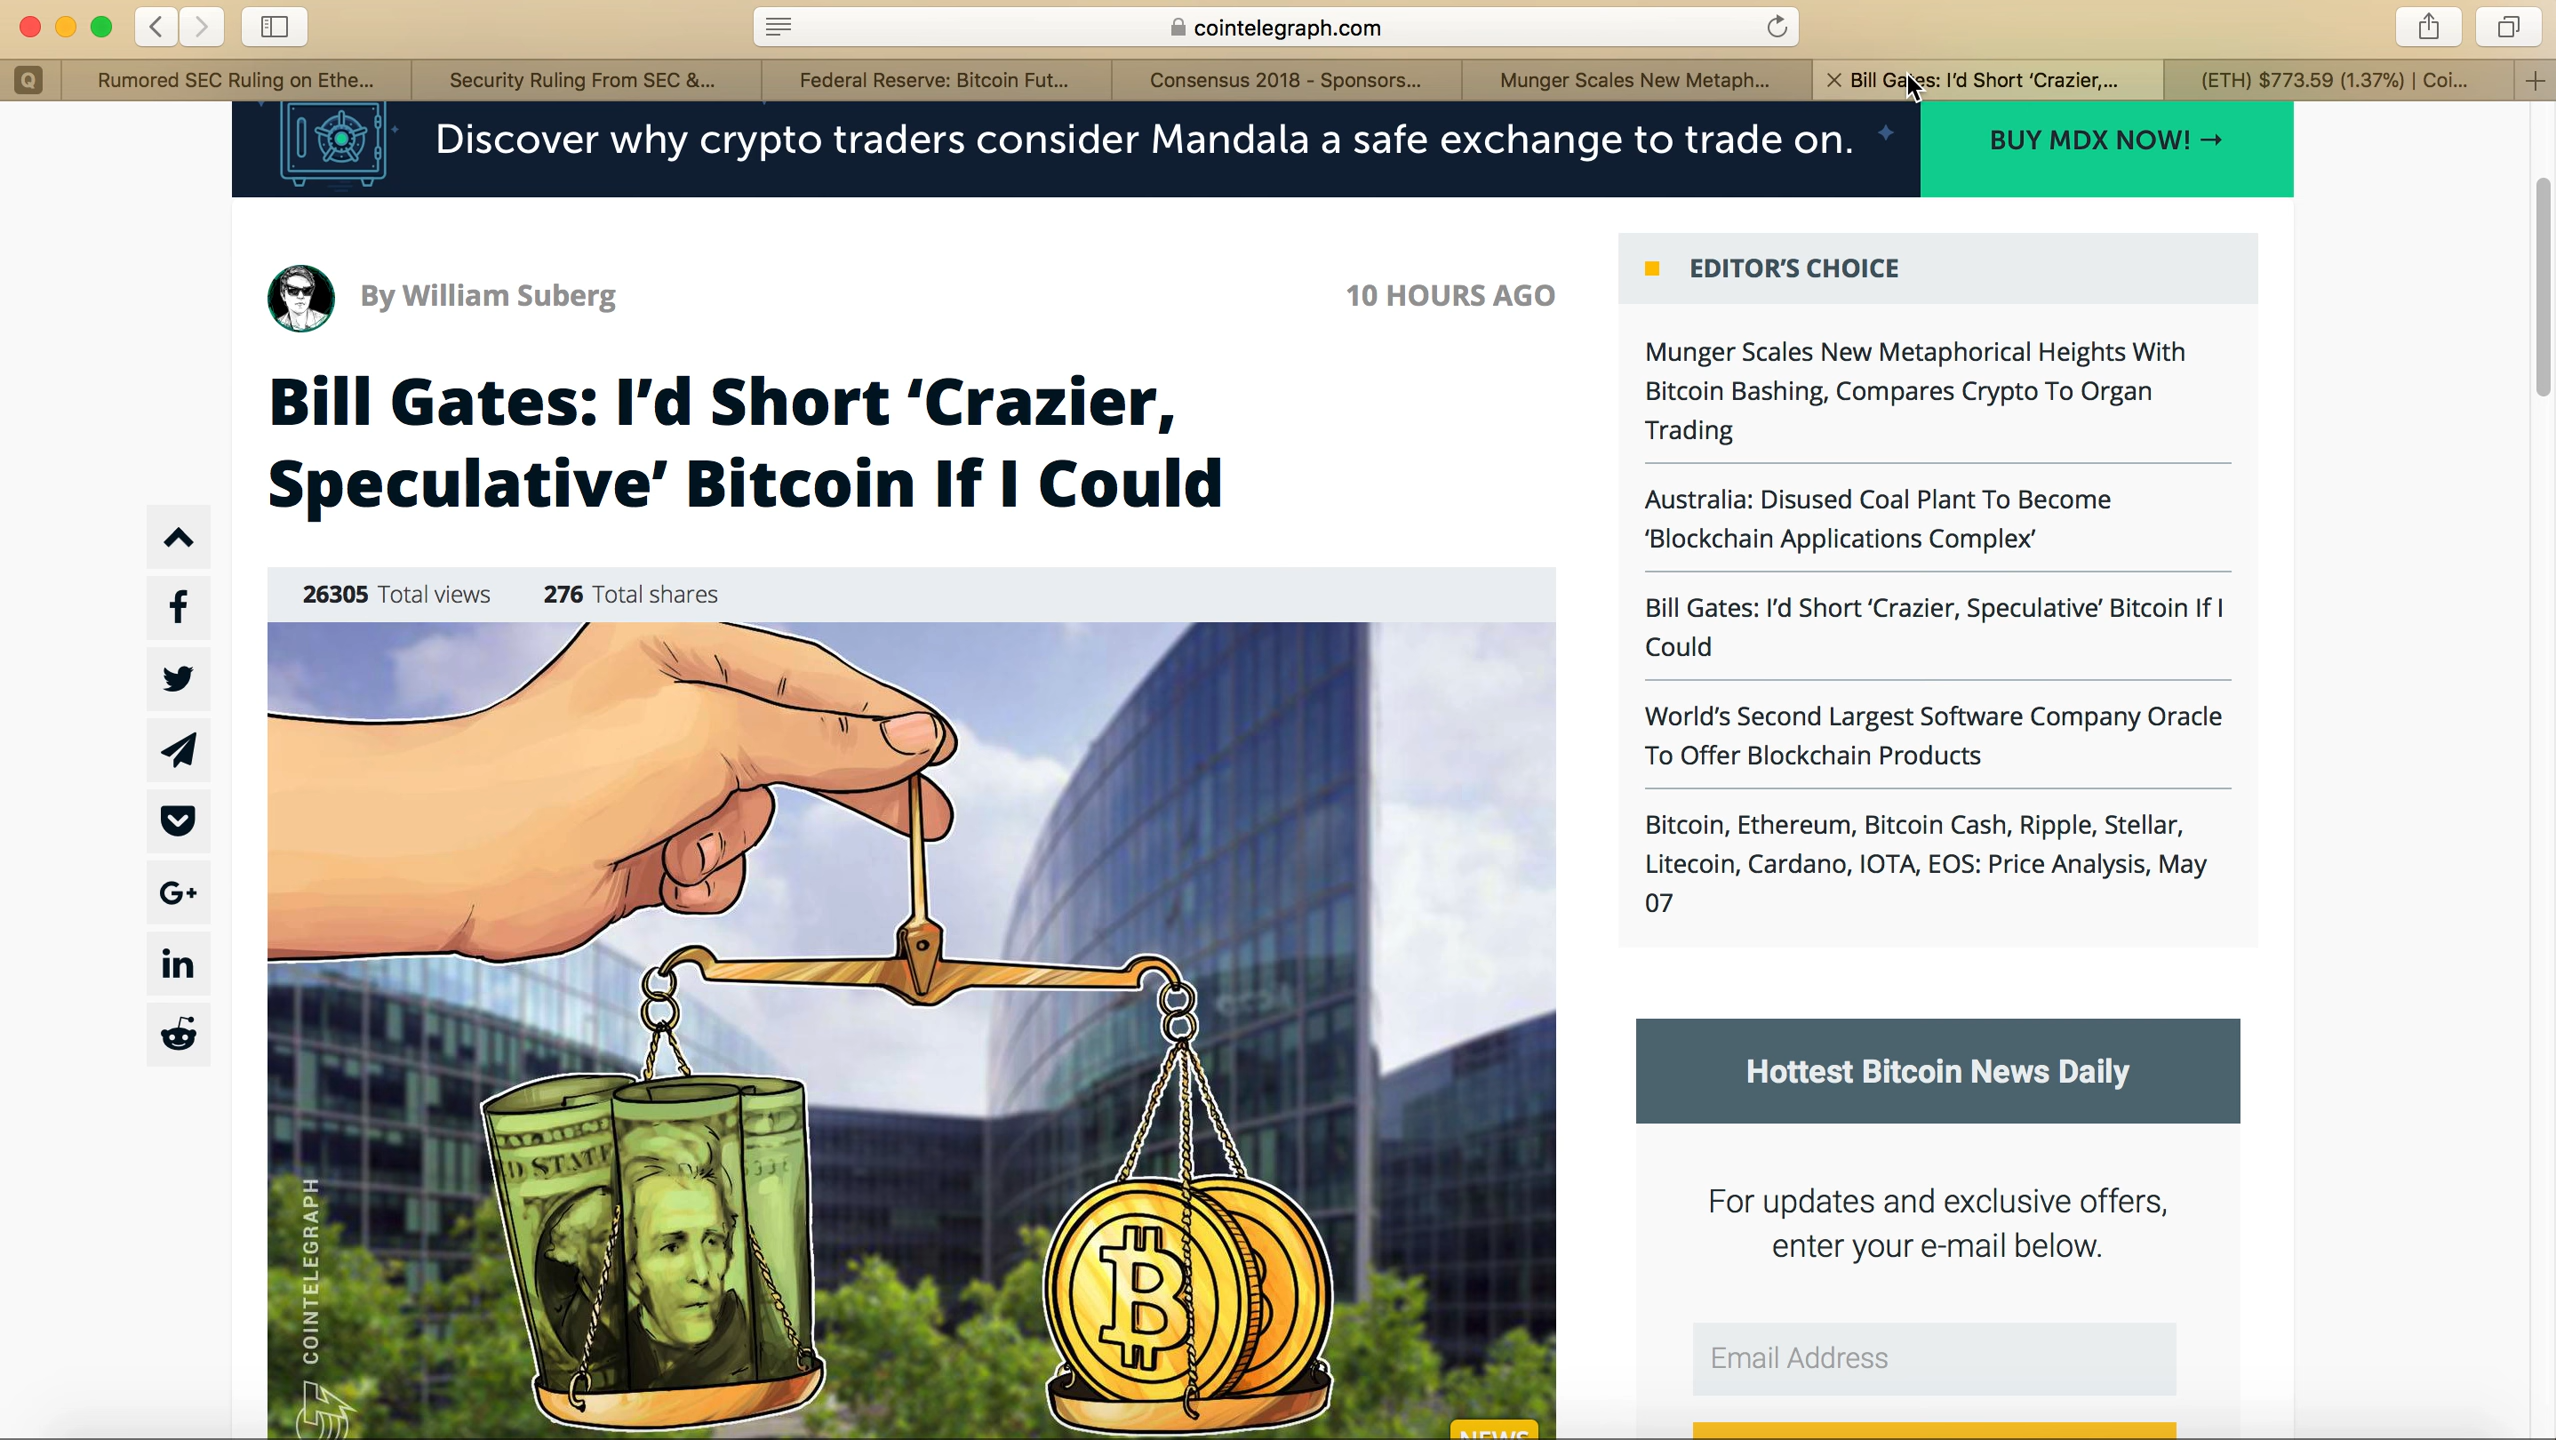 cointelegraph.com
Q
Rumored SEC Ruling on Ethe...
Security Ruling From SEC &...
Federal Reserve: Bitcoin Fut...
Consensus 2018 - Sponsors...
Munger Scales New Metaph...
Bill Gates: I'd Short 'Crazier,...
(ETH) $773.59 (1.37%) | Coi...
Discover why crypto traders consider Mandala a safe exchange to trade on.
BUY MDX NOW! →
By William Suberg
10 HOURS AGO
Bill Gates: I'd Short 'Crazier,
Speculative' Bitcoin If I Could
26305 Total views 276 Total shares
f
G+
in
D STATE
B
COINTELEGRAPH
NEWS
EDITOR'S CHOICE
Munger Scales New Metaphorical Heights With
Bitcoin Bashing, Compares Crypto To Organ
Trading
Australia: Disused Coal Plant To Become
'Blockchain Applications Complex'
Bill Gates: I'd Short 'Crazier, Speculative' Bitcoin If I
Could
World's Second Largest Software Company Oracle
To Offer Blockchain Products
Bitcoin, Ethereum, Bitcoin Cash, Ripple, Stellar,
Litecoin, Cardano, IOTA, EOS: Price Analysis, May
07
Hottest Bitcoin News Daily
For updates and exclusive offers,
enter your e-mail below.
Email Address